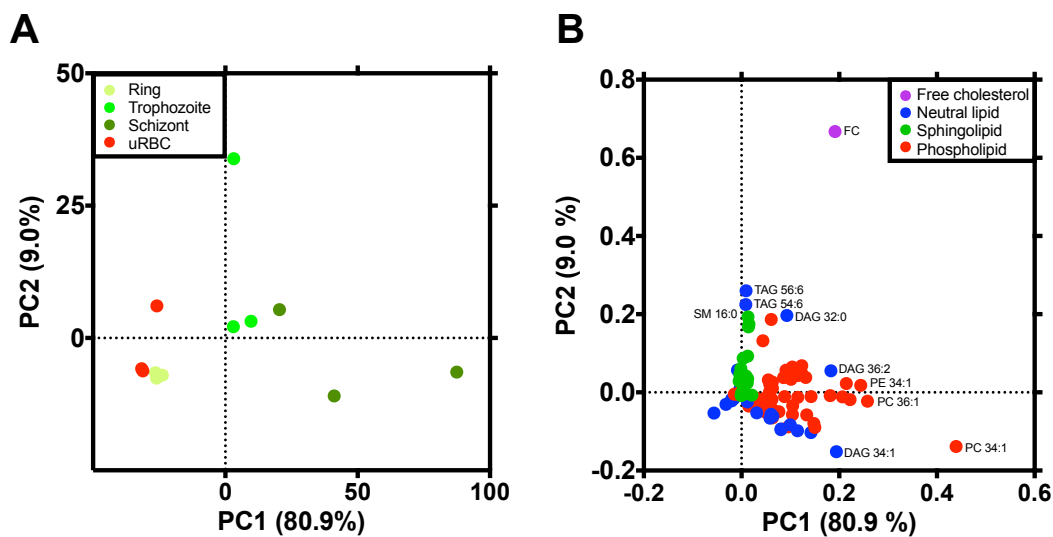 A
50
25
0
PC2 (9.0%)
Ring
Trophozoite
Schizont
uRBC
0
50
100
PC1 (80.9%)
B
0.8
0.6
0.4
0.2
0.0
-0.2
PC2 (9.0 %)
Free cholesterol
Neutral lipid
Sphingolipid
Phospholipid
FC
TAG 56:6
TAG 54:6
SM 16:0
DAG 32:0
DAG 36:2
PE 34:1
PC 36:1
PC 34:1
DAG 34:1
-0.2
0.0
0.2
0.4
0.6
PC1 (80.9 %)